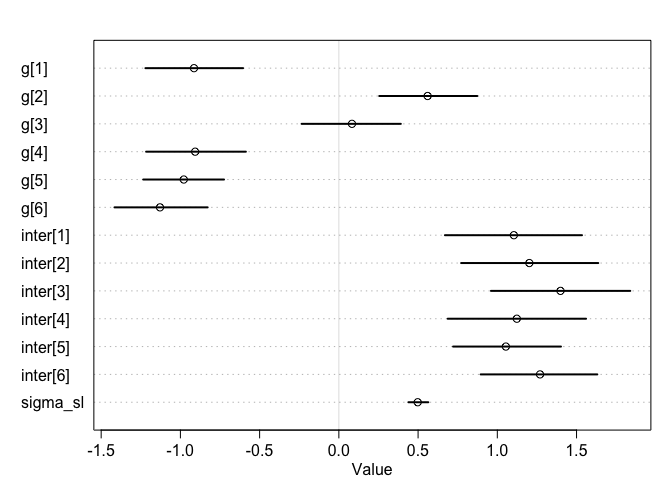 g[1]
g[2]
g[3]
g[4]
g[5]
g[6]
inter[1]
inter[2]
inter[3]
inter[4]
inter[5]
inter[6]
sigma_sl
-1.5 -1.0 -0.5 0.0 0.5 1.0 1.5
Value